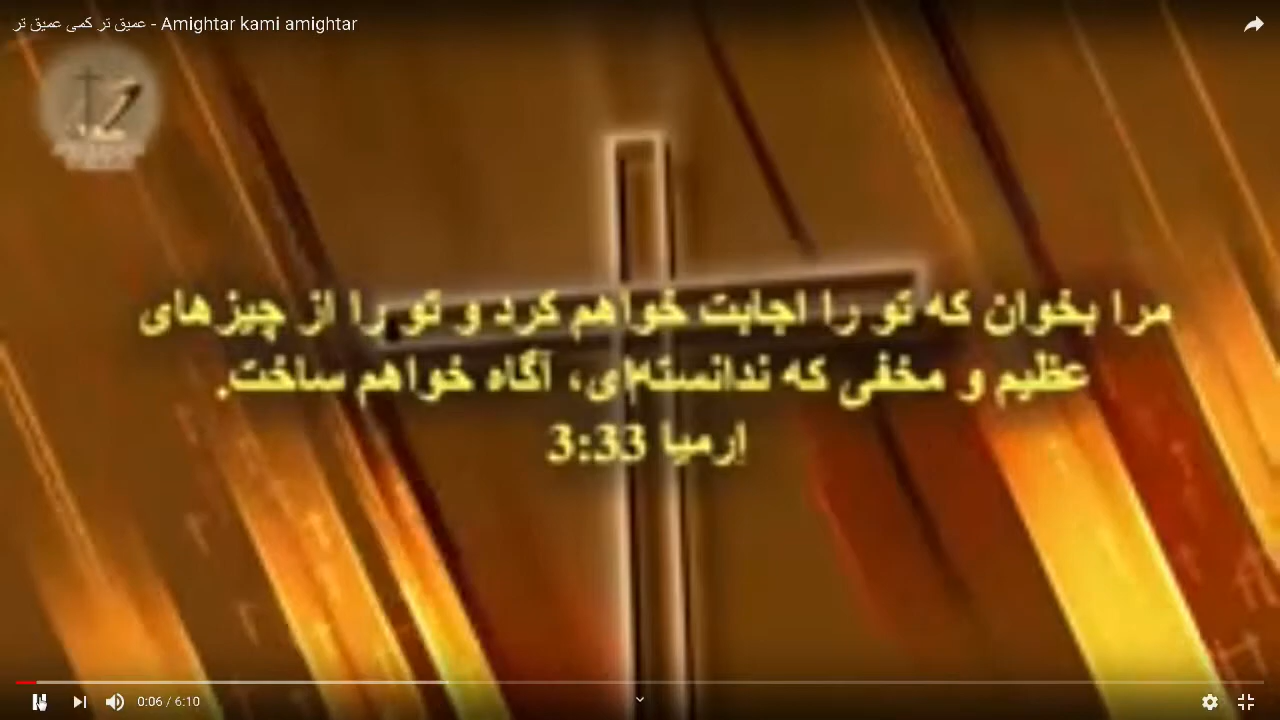 عمیق تر کمی عمیق تر - Amightar kami amightar
مرا بخوان که تو را اجابت خواهم کرد و تو را از چیزهای
عظیم و مخفی که ندانسته‌ای، آگاه خواهم ساخت.
اِرمیا 3:33
0:06 / 6:10